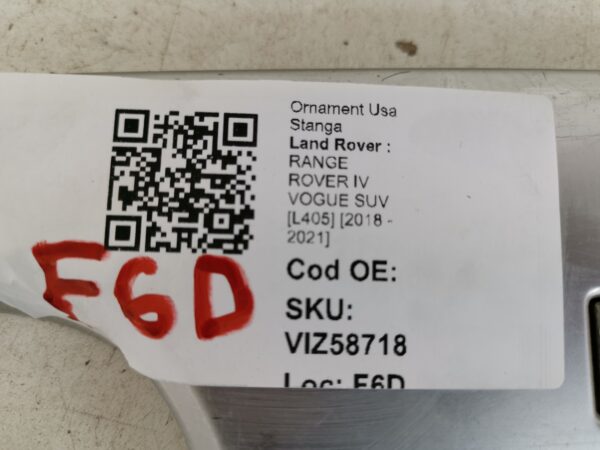 Ornament Usa
Stanga
Land Rover :
RANGE
ROVER IV
VOGUE SUV
[L405] [2018 -
2021]
Cod OE:
SKU:
VIZ58718
Loc: F6D
F6D